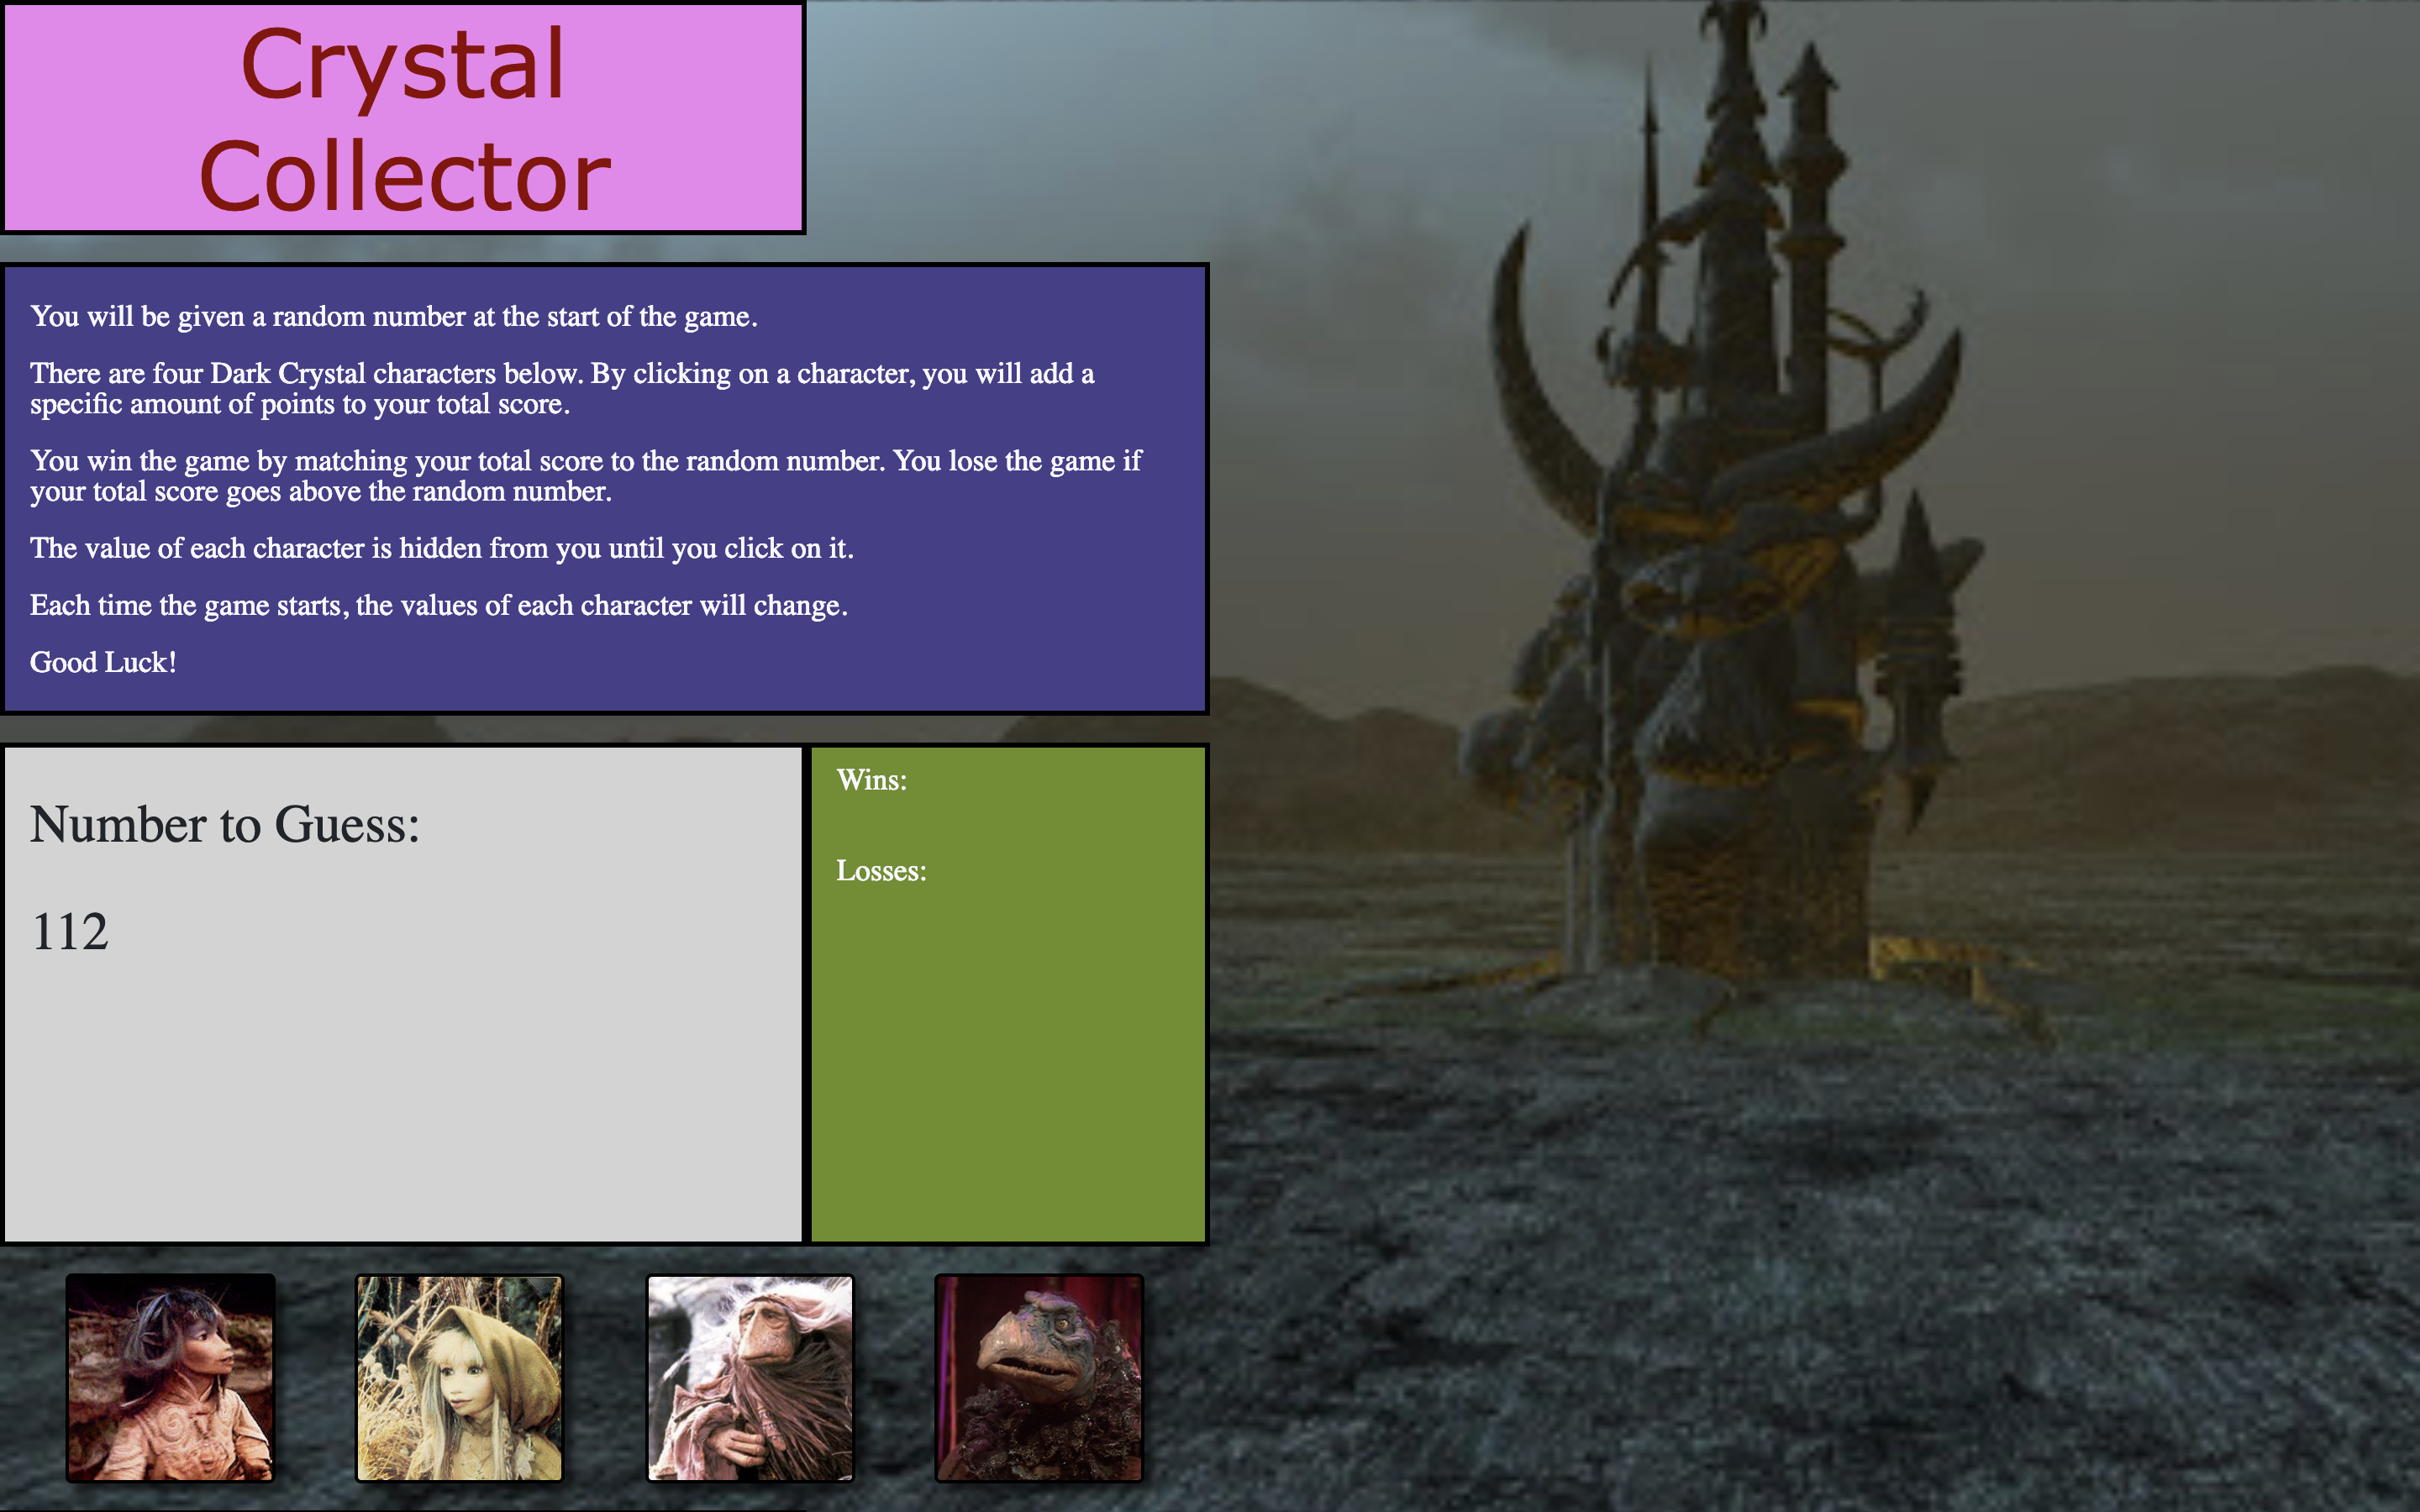 Crystal
Collector
You will be given a random number at the start of the game.
There are four Dark Crystal characters below. By clicking on a character, you will add a
specific amount of points to your total score.
You win the game by matching your total score to the random number. You lose the game if
your total score goes above the random number.
The value of each character is hidden from you until you click on it.
Each time the game starts, the values of each character will change.
Good Luck!
Number to Guess:
112
Wins:
Losses: